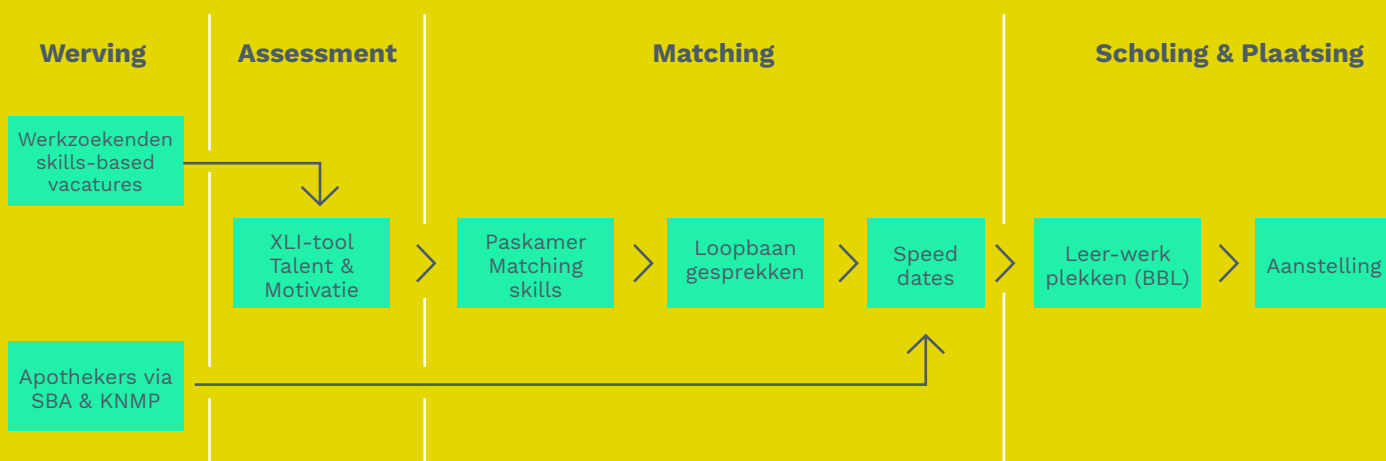 Werving
Assessment
Matching
Scholing & Plaatsing
Werkzoekenden
skills-based
vacatures
XLI-tool
Talent &
Motivatie
Paskamer
Matching
skills
Loopbaan
gesprekken
Speed
dates
Leer-werk
plekken (BBL)
Aanstelling
Apothekers via
SBA & KNMP